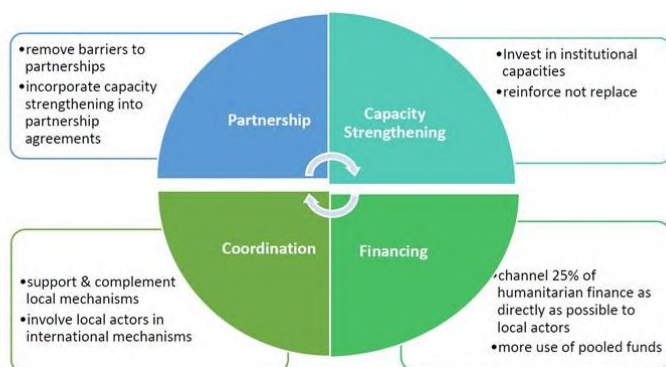 •remove barriers to
partnerships
•incorporate capacity
strengthening into
partnership
agreements
Partnership
Capacity
Strengthening
•Invest in institutional
capacities
•reinforce not replace
•support & complement
local mechanisms
•involve local actors in
international mechanisms
Coordination
Financing
•channel 25% of
humanitarian finance as
directly as possible to
local actors
•more use of pooled funds